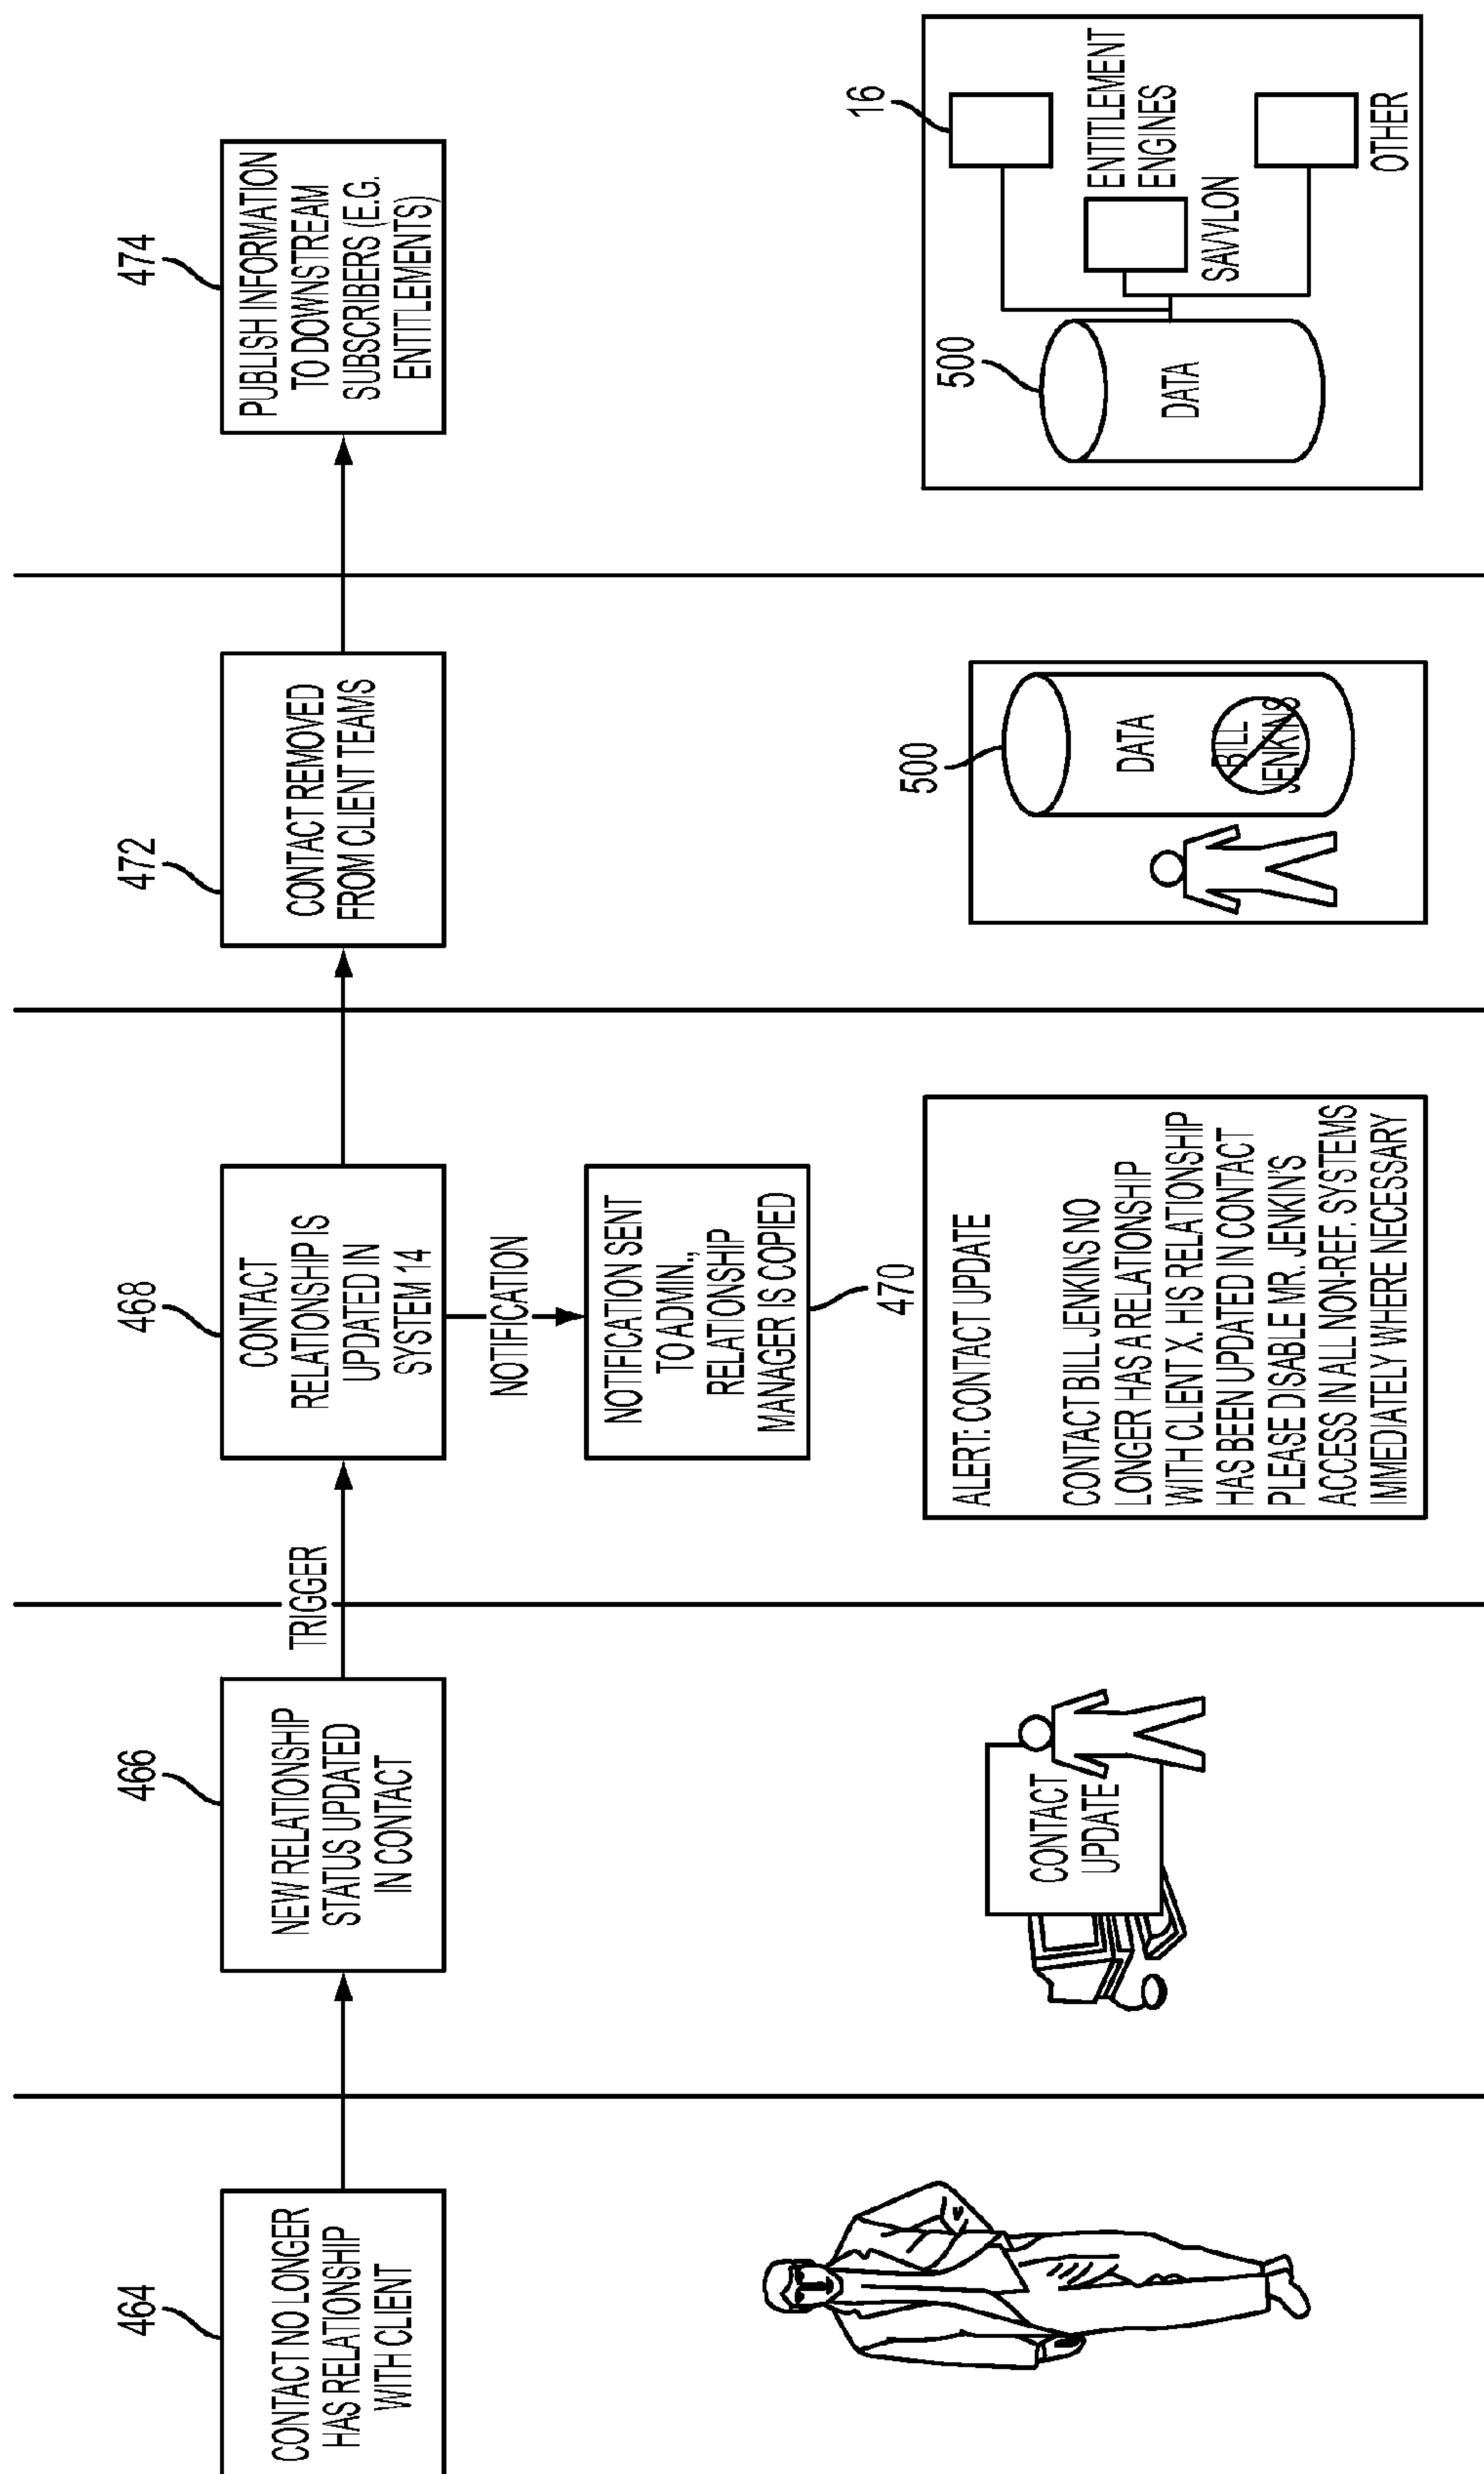 464
CONTACT NO LONGER
HAS RELATIONSHIP
WITH CLIENT
466
NEW RELATIONSHIP
STATUS UPDATED
IN CONTACT
CONTACT
UPDATE
TRIGGER
468
CONTACT
RELATIONSHIP IS
UPDATED IN
SYSTEM 14
NOTIFICATION
NOTIFICATION SENT
TO ADMIN.,
RELATIONSHIP
MANAGER IS COPIED
470
ALERT: CONTACT UPDATE
CONTACT BILL JENKINS NO
LONGER HAS A RELATIONSHIP
WITH CLIENT X. HIS RELATIONSHIP
HAS BEEN UPDATED IN CONTACT
PLEASE DISABLE MR. JENKIN'S
ACCESS IN ALL NON-REF. SYSTEMS
IMMEDIATELY WHERE NECESSARY
472
CONTACT REMOVED
FROM CLIENT TEAMS
500
DATA
BILL
JENKINS
474
PUBLISH INFORMATION
TO DOWNSTREAM
SUBSCRIBERS (E.G.
ENTITLEMENTS)
500
DATA
16
ENTITLEMENT
ENGINES
SAVVLON
OTHER